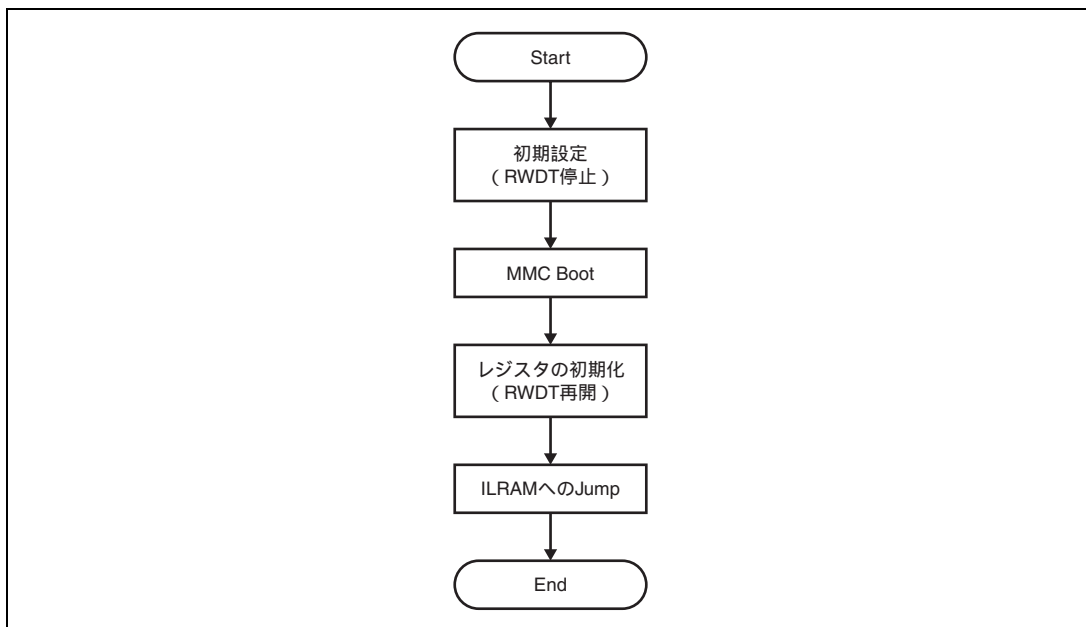 Start
初期設定
（RWDT停止）
MMC Boot
レジスタの初期化
（RWDT再開）
ILRAMへのJump
End